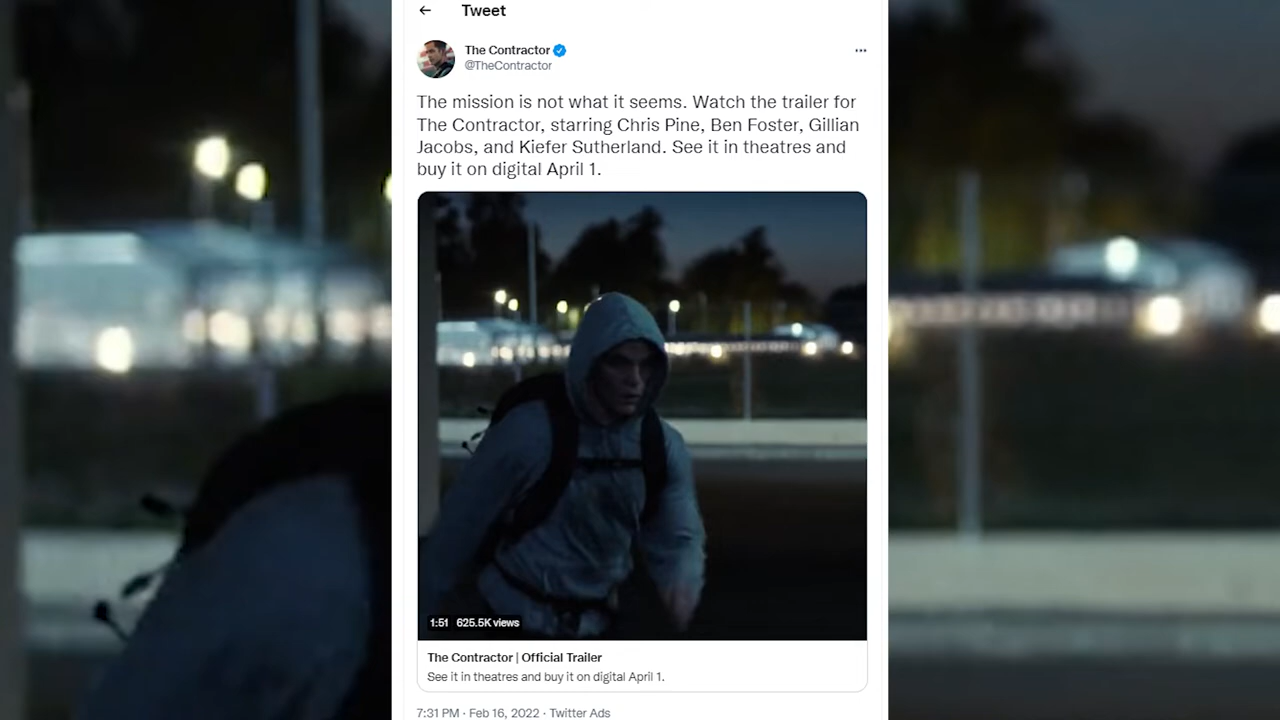 Tweet
The Contractor
@TheContractor
The mission is not what it seems. Watch the trailer for
The Contractor, starring Chris Pine, Ben Foster, Gillian
Jacobs, and Kiefer Sutherland. See it in theatres and
buy it on digital April 1.
1:51 625.5K views
The Contractor | Official Trailer
See it in theatres and buy it on digital April 1.
7:31 PM · Feb 16, 2022 · Twitter Ads